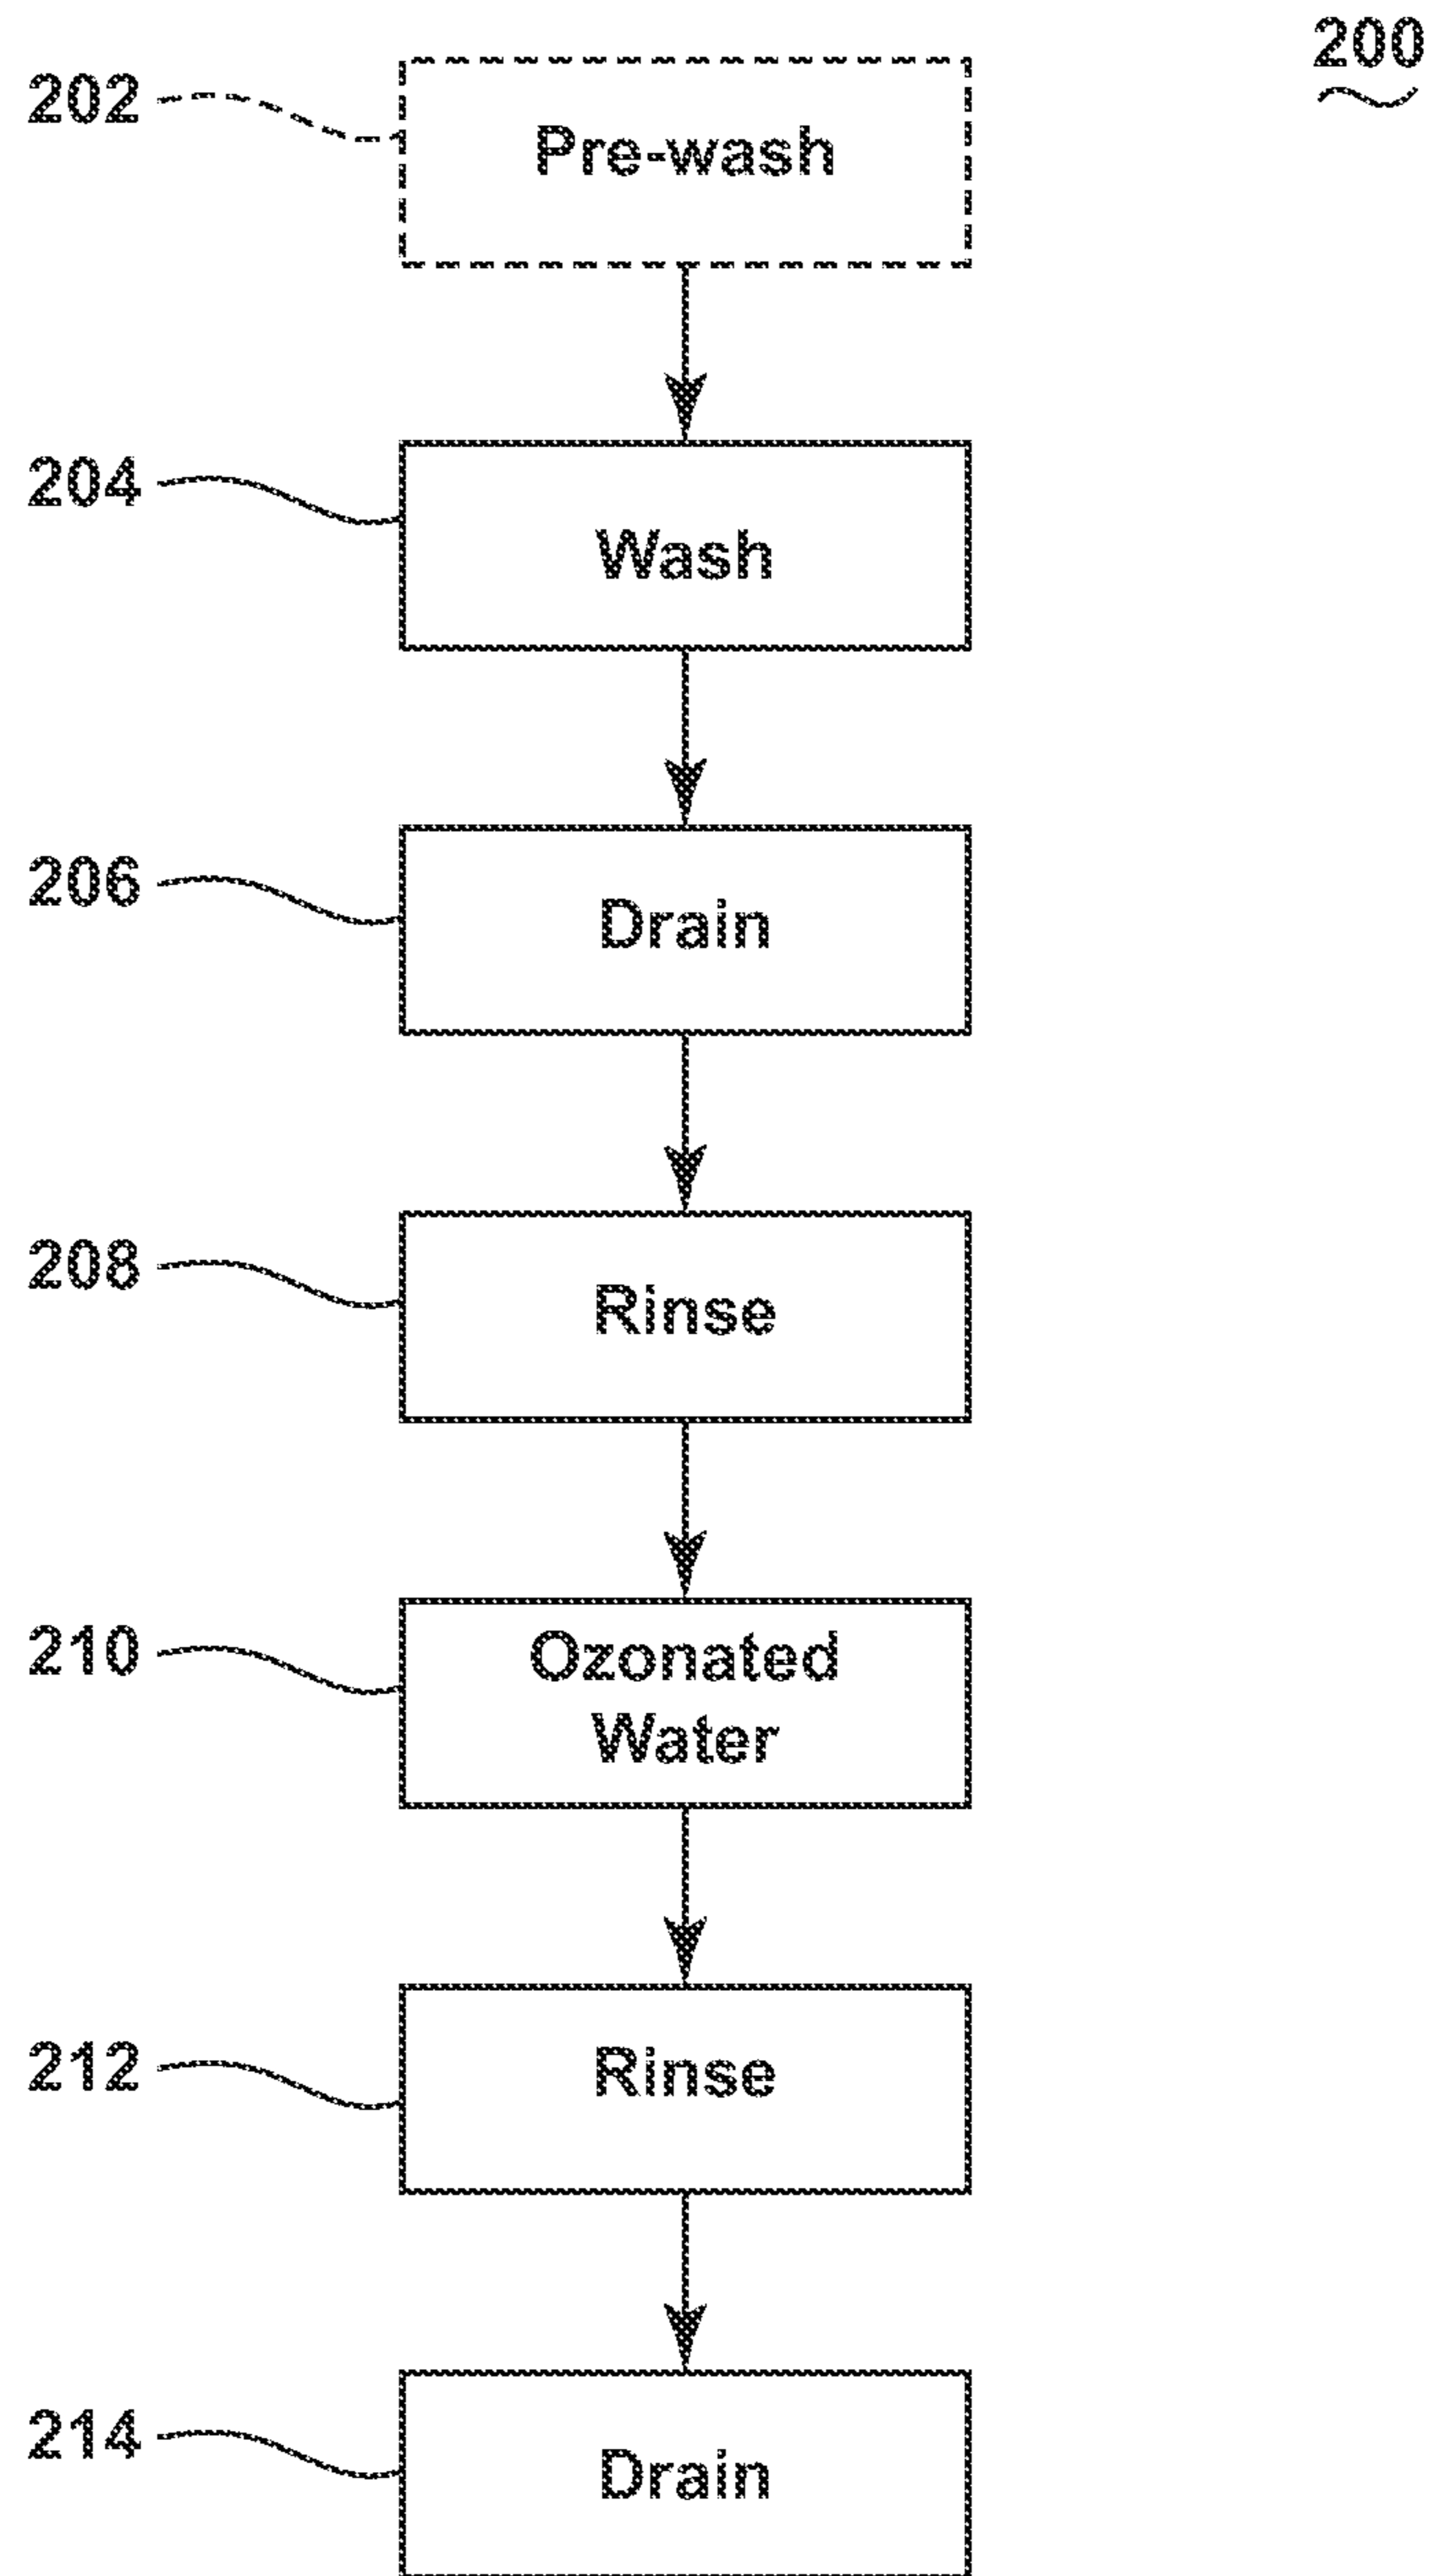 200
202
Pre-wash
204
Wash
206
Drain
208
Rinse
210
Ozonated
Water
212
Rinse
214
Drain